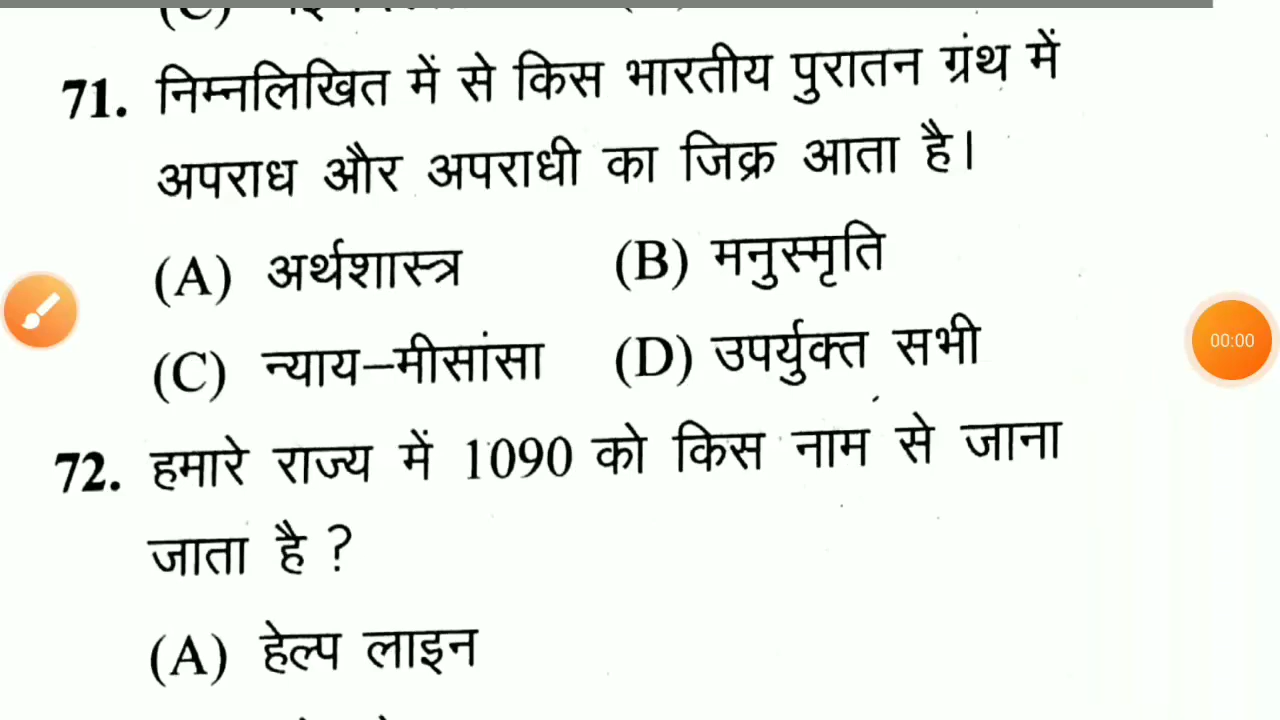 71. निम्नलिखित में से किस भारतीय पुरातन ग्रंथ में
अपराध और अपराधी का जिक्र आता है।
(A) अर्थशास्त्र (B) मनुस्मृति
(C) न्याय–मीसांसा (D) उपर्युक्त सभी
00:00
72. हमारे राज्य में 1090 को किस नाम से जाना
जाता है ?
(A) हेल्प लाइन